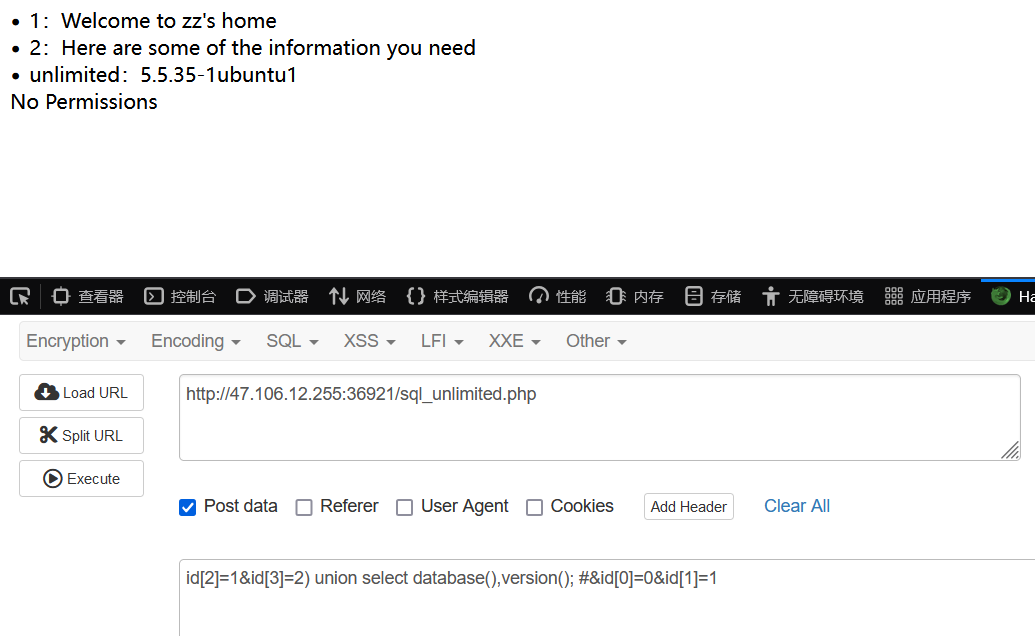 • 1：Welcome to zz's home
• 2：Here are some of the information you need
• unlimited：5.5.35-1ubuntu1
No Permissions
查看器 控制台 调试器 网络 样式编辑器 性能 内存 存储 无障碍环境 应用程序 Ha
Encryption Encoding SQL XSS LFI XXE Other
Load URL
http://47.106.12.255:36921/sql_unlimited.php
Split URL
Execute
Post data Referer User Agent Cookies Add Header Clear All
id[2]=1&id[3]=2) union select database(),version(); #&id[0]=0&id[1]=1